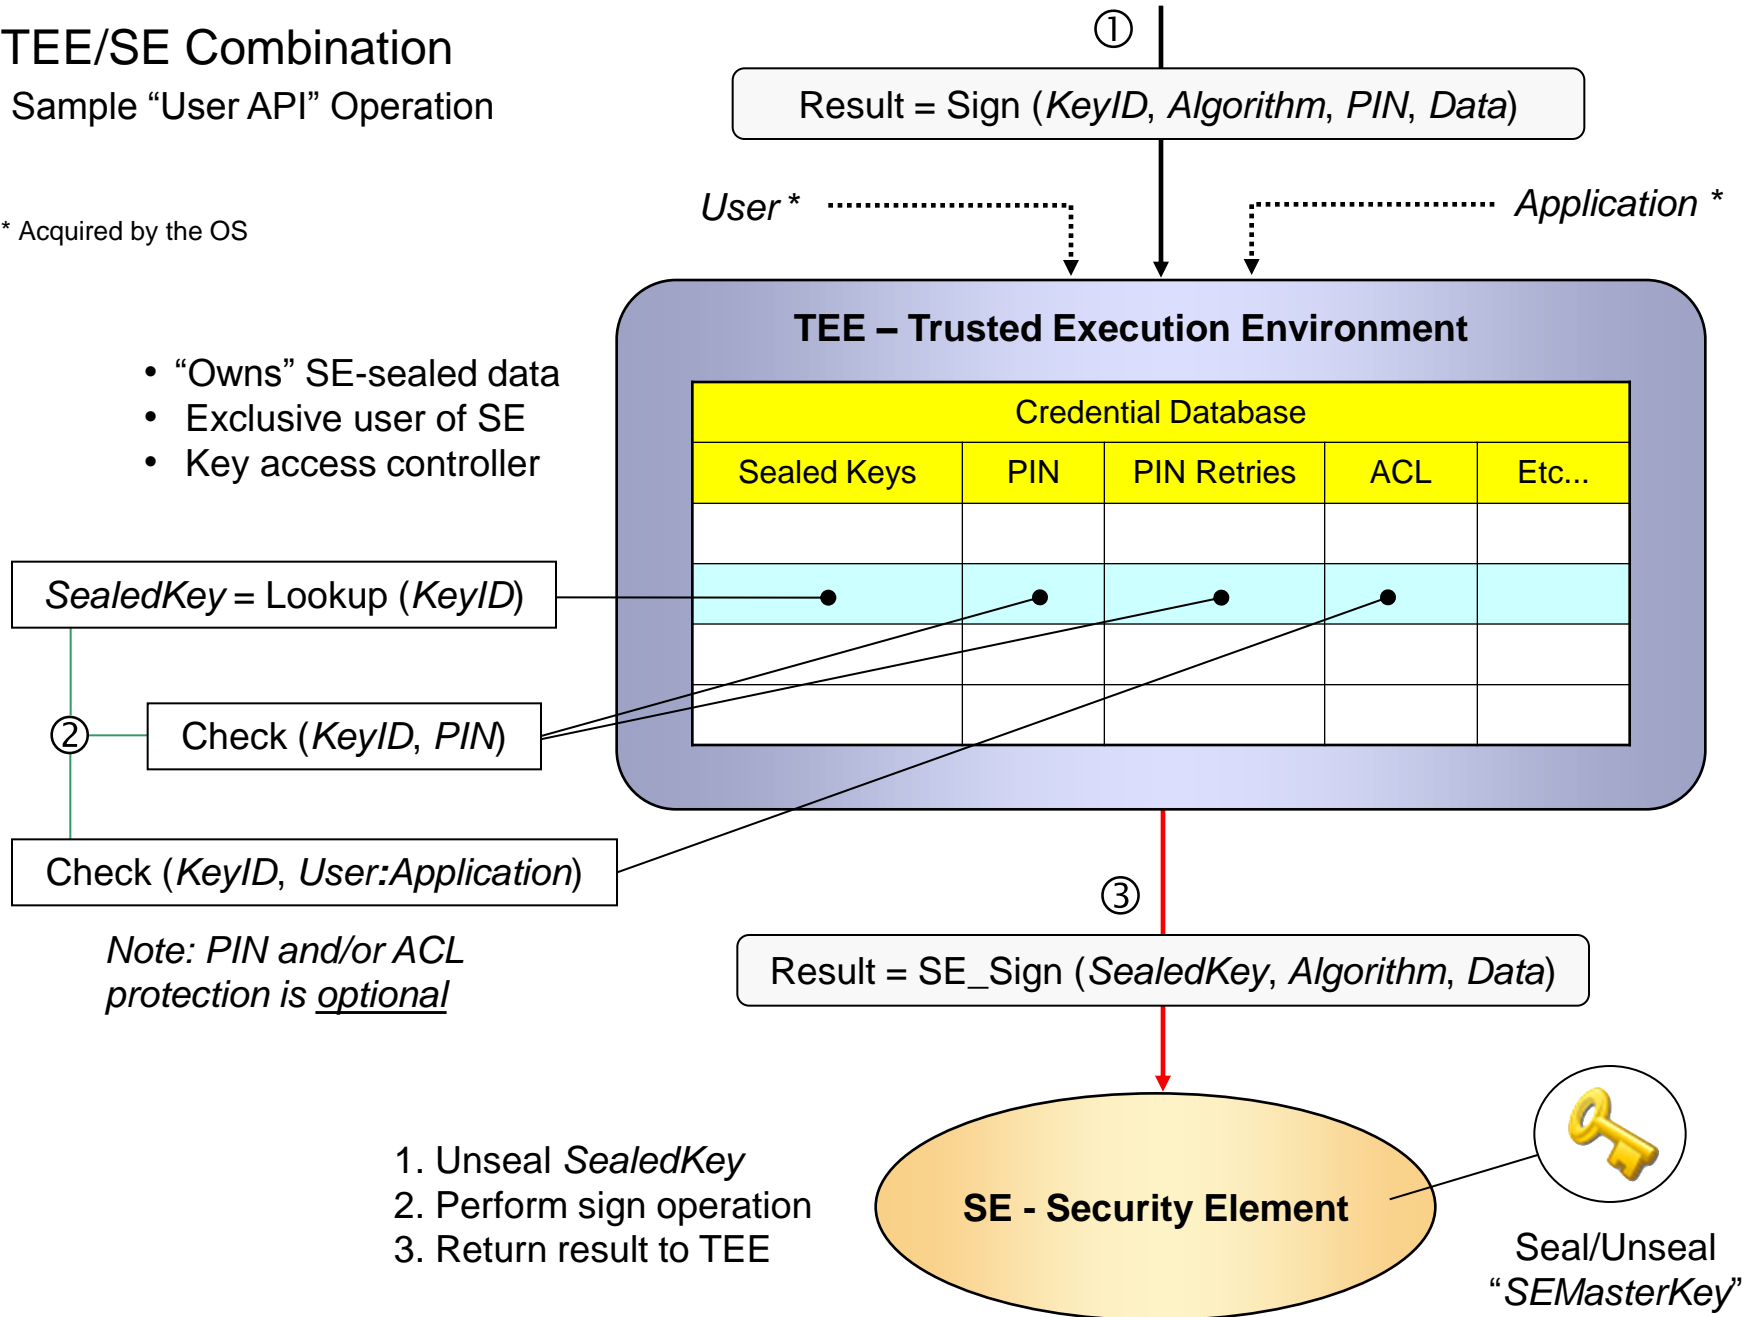 TEE/SE Combination
Sample “User API” Operation
* Acquired by the OS
①
Result = Sign (KeyID, Algorithm, PIN, Data)
User *
Application *
TEE – Trusted Execution Environment
• “Owns” SE-sealed data
• Exclusive user of SE
• Key access controller
Credential Database
Sealed Keys PIN PIN Retries ACL Etc...
SealedKey = Lookup (KeyID)
②
Check (KeyID, PIN)
Check (KeyID, User:Application)
Note: PIN and/or ACL
protection is optional
③
Result = SE_Sign (SealedKey, Algorithm, Data)
1. Unseal SealedKey
2. Perform sign operation
3. Return result to TEE
SE - Security Element
Seal/Unseal
“SEMasterKey”